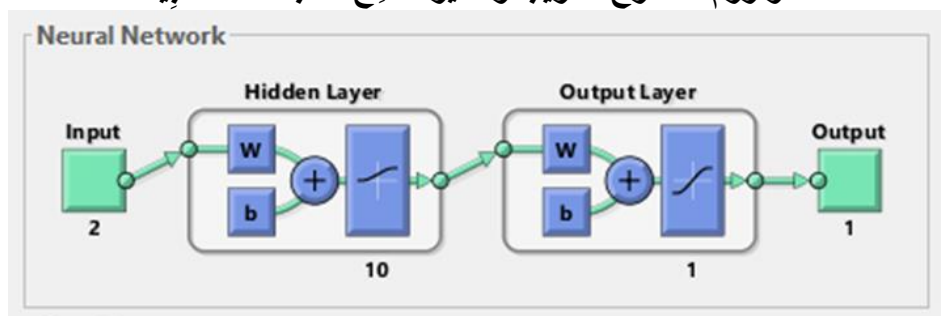 Neural Network
Hidden Layer
Output Layer
Input
Output
W
b
W
b
2
10
1
1